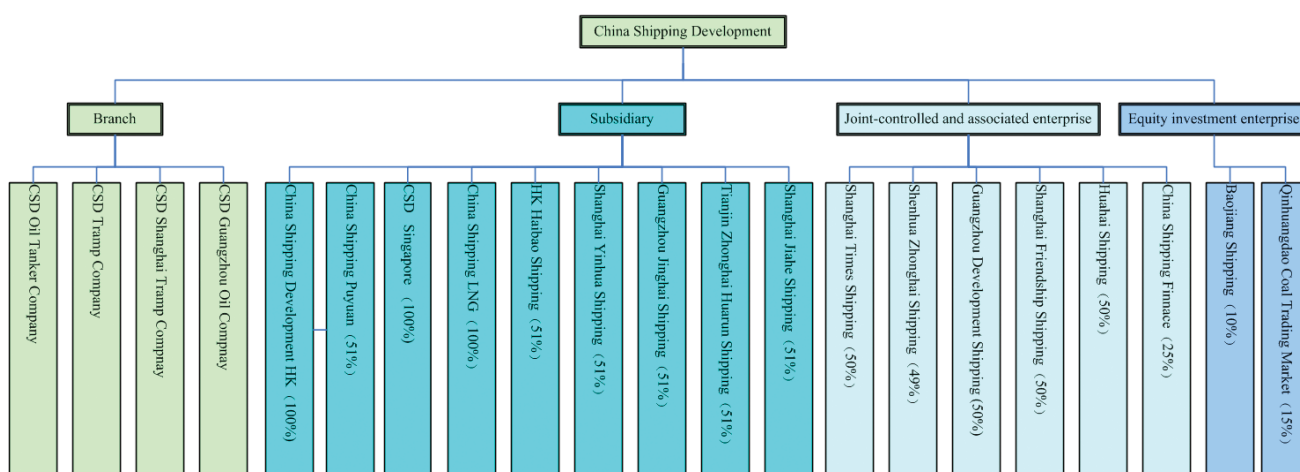 China Shipping Development
Branch
Subsidiary
Joint-controlled and associated enterprise
Equity investment enterprise
CSD Oil Tanker Company
CSD Tramp Company
CSD Shanghai Tramp Compnay
CSD Guangzhou Oil Compnay
China Shipping Development HK（100%）
China Shipping Puyuan（51%）
CSD Singapore（100%）
China Shipping LNG（100%）
HK Haibao Shipping（51%）
Shanghai Yinhua Shipping（51%）
Guangzhou Jinghai Shipping（51%）
Tianjin Zhonghai Huarun Shipping（51%）
Shanghai Jiahe Shipping（51%）
Shanghai Times Shipping（50%）
Shenhua Zhonghai Shipping（49%）
Guangzhou Development Shipping (50%)
Shanghai Friendship Shipping（50%）
Huahai Shipping（50%）
China Shipping Finnace（25%）
Baojiang Shipping（10%）
Qinhuangdao Coal Trading Market（15%）